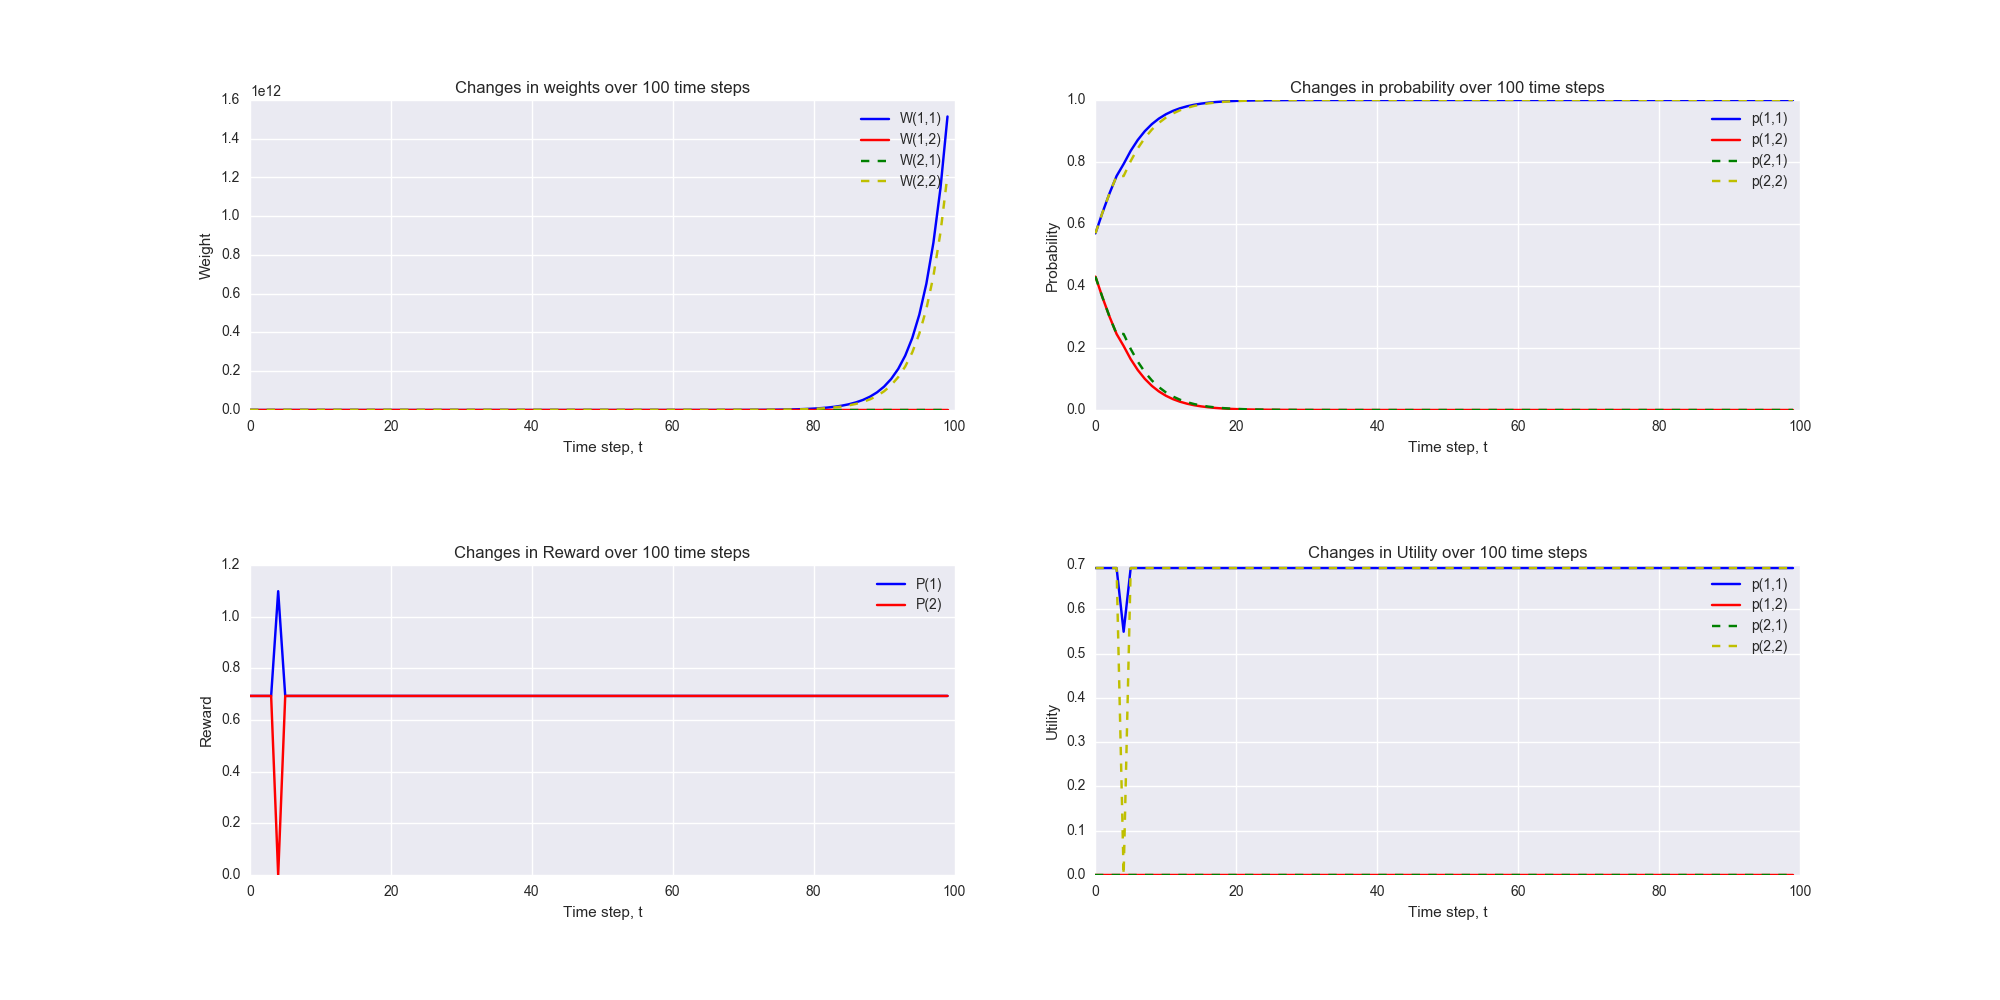 Changes in weights over 100 time steps
1e12
1.6
1.4
1.2
1.0
0.8
0.6
0.4
0.2
0.0
Weight
W(1,1)
W(1,2)
W(2,1)
W(2,2)
0 20 40 60 80 100
Time step, t
Changes in probability over 100 time steps
1.0
0.8
0.6
0.4
0.2
0.0
Probability
p(1,1)
p(1,2)
p(2,1)
p(2,2)
0 20 40 60 80 100
Time step, t
Changes in Reward over 100 time steps
1.2
1.0
0.8
0.6
0.4
0.2
0.0
Reward
P(1)
P(2)
0 20 40 60 80 100
Time step, t
Changes in Utility over 100 time steps
0.7
0.6
0.5
0.4
0.3
0.2
0.1
0.0
Utility
p(1,1)
p(1,2)
p(2,1)
p(2,2)
0 20 40 60 80 100
Time step, t